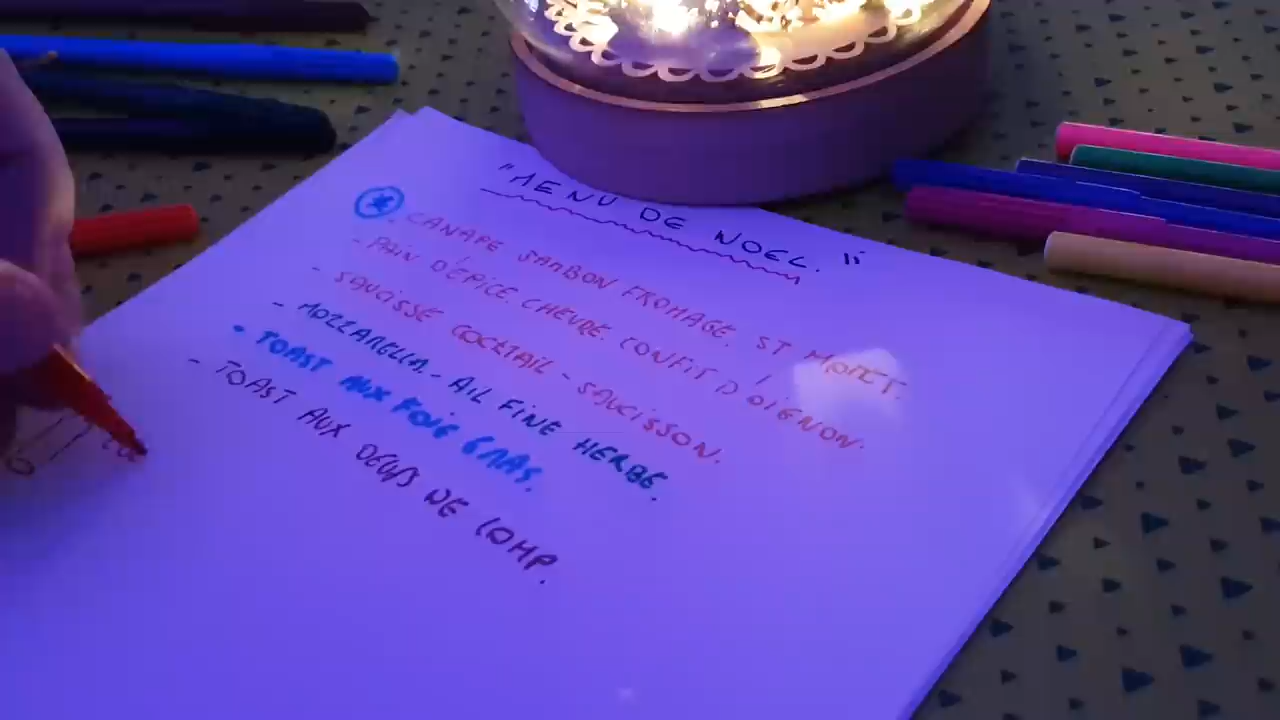 "MENU DE NOEL."
. CANAPE JAMBON FROMAGE. ST MORET.
- PAIN D'ÉPICE. CHEVRE. CONFIT D'OIGNON.
- SAUCISSE COCKTAIL - SAUCISSON.
- MOZZARELLA - AIL FINE HERBE.
- TOAST AUX FOIE GRAS.
- TOAST AUX OEUFS DE LOMP.